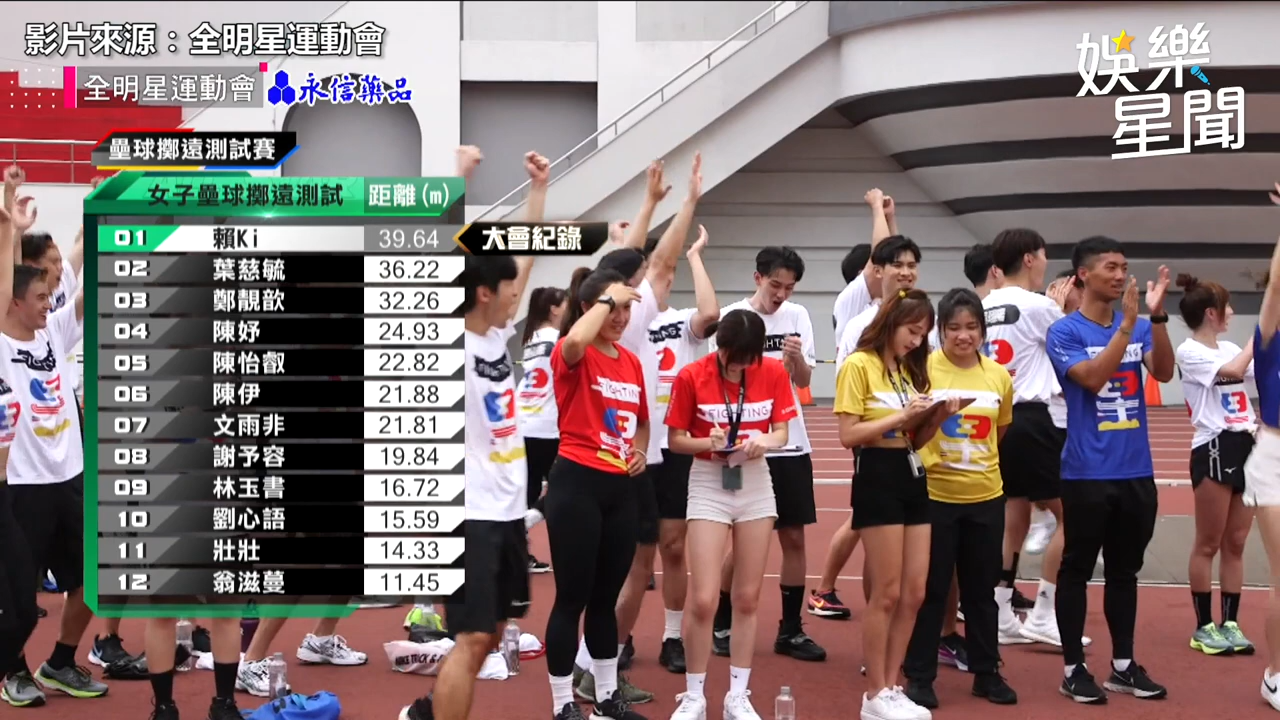 影片來源：全明星運動會
全明星運動會 永信藥品
娛樂星聞
壘球擲遠測試賽
女子壘球擲遠測試 距離(m)
01 賴Ki 39.64 大會紀錄
02 葉慈毓 36.22
03 鄭靚歆 32.26
04 陳妤 24.93
05 陳怡叡 22.82
06 陳伊 21.88
07 文雨非 21.81
08 謝予容 19.84
09 林玉書 16.72
10 劉心語 15.59
11 壯壯 14.33
12 翁滋蔓 11.45
FIGHTING
FIGHTING